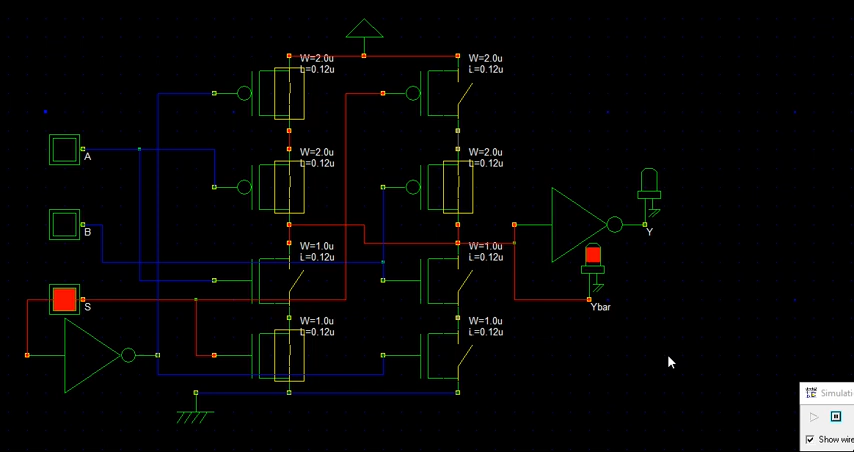 W=2.0u
L=0.12u
W=2.0u
L=0.12u
W=2.0u
L=0.12u
W=2.0u
L=0.12u
A
B
Y
W=1.0u
L=0.12u
W=1.0u
L=0.12u
S
Ybar
W=1.0u
L=0.12u
W=1.0u
L=0.12u
Simulati
Show wire